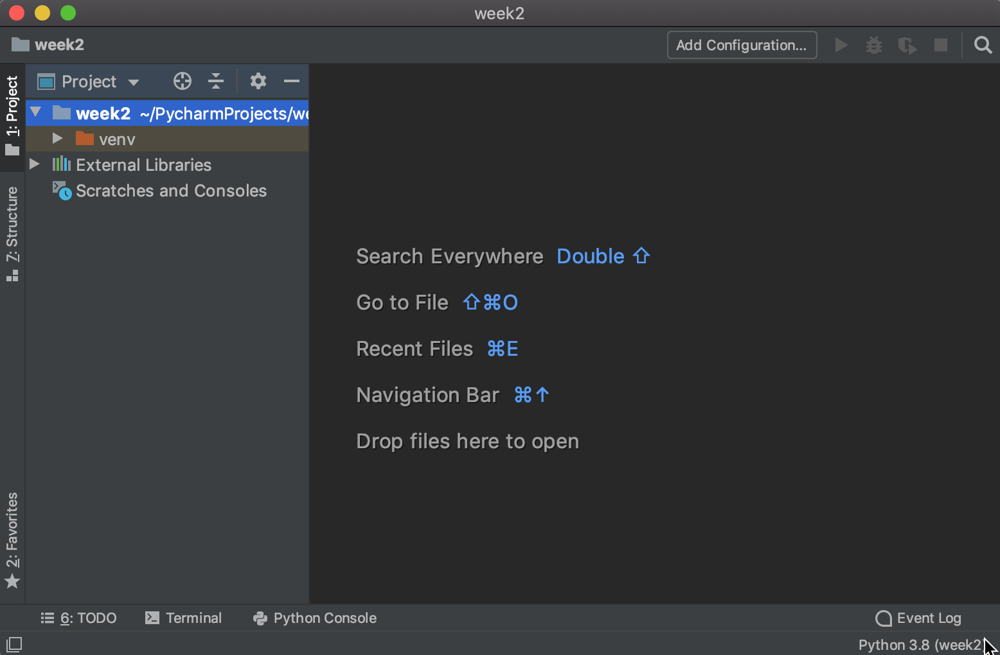 week2
week2
Add Configuration...
1: Project
Project
week2 ~/PycharmProjects/we
venv
External Libraries
Scratches and Consoles
7: Structure
Search Everywhere Double ⇧
Go to File ⇧⌘O
Recent Files ⌘E
Navigation Bar ⌘↑
Drop files here to open
2: Favorites
6: TODO
Terminal
Python Console
Event Log
Python 3.8 (week2)